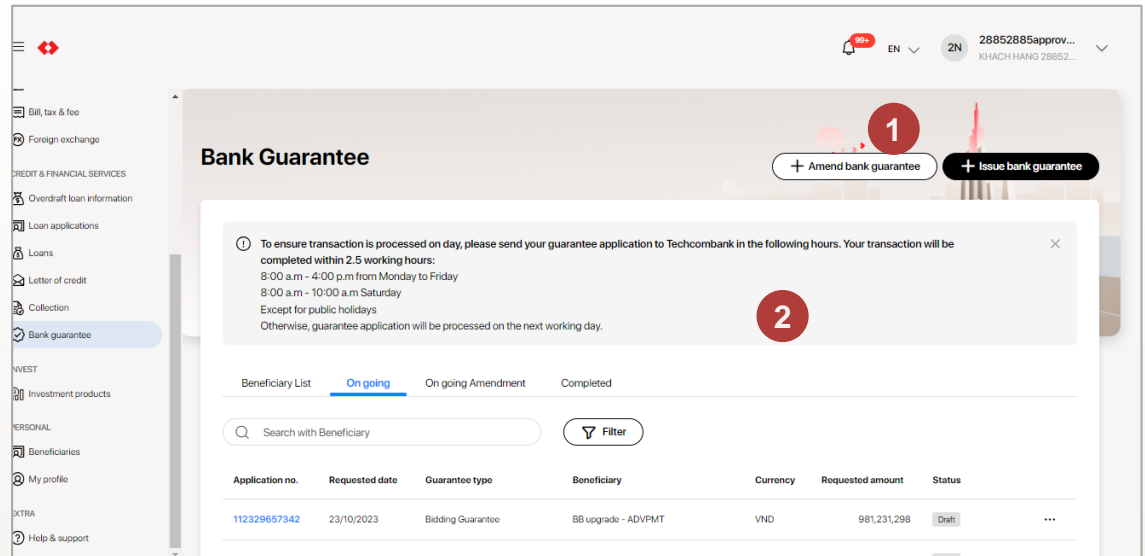 99+
EN
2N
28852885approv...
KHACH HANG 28852...
Bill, tax & fee
FX
Foreign exchange
CREDIT & FINANCIAL SERVICES
Overdraft loan information
Loan applications
Loans
Letter of credit
Collection
Bank guarantee
INVEST
Investment products
PERSONAL
Beneficiaries
My profile
EXTRA
Help & support
Bank Guarantee
1
Amend bank guarantee
Issue bank guarantee
To ensure transaction is processed on day, please send your guarantee application to Techcombank in the following hours. Your transaction will be
completed within 2.5 working hours:
8:00 a.m - 4:00 p.m from Monday to Friday
8:00 a.m - 10:00 a.m Saturday
Except for public holidays
Otherwise, guarantee application will be processed on the next working day.
2
Beneficiary List On going On going Amendment Completed
Search with Beneficiary Filter
Application no. Requested date Guarantee type Beneficiary Currency Requested amount Status
112329657342 23/10/2023 Bidding Guarantee BB upgrade - ADVPMT VND 981,231,298 Draft ...